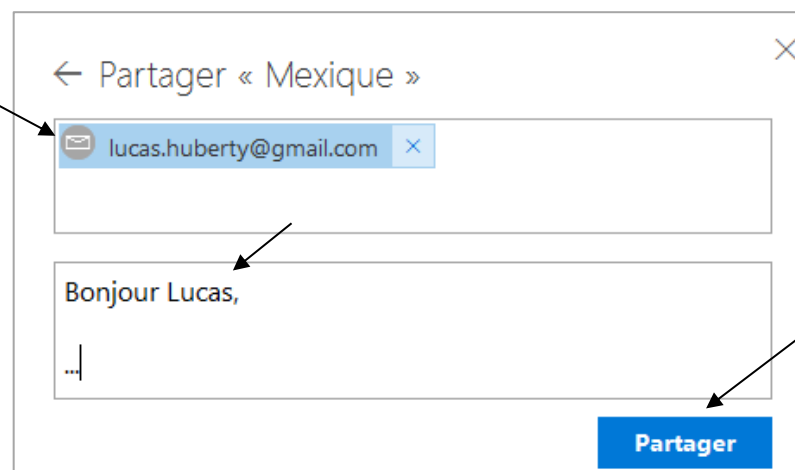 Partager « Mexique »
lucas.huberty@gmail.com
Bonjour Lucas,
...
Partager